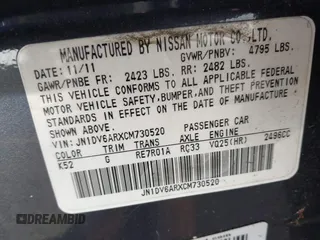 MANUFACTURED BY NISSAN MOTOR CO.,LTD.
DATE: 11/11 GVWR/PNBV: 4795 LBS.
GAWR/PNBE FR: 2423 LBS. RR: 2482 LBS.
THIS VEHICLE CONFORMS TO ALL APPLICABLE FEDERAL
MOTOR VEHICLE SAFETY,BUMPER,AND THEFT PREVENTION
STANDARDS IN EFFECT ON THE DATE OF MANUFACTURE
SHOWN ABOVE.
VIN: JN1DV6ARXCM730520 PASSENGER CAR
COLOR TRIM TRANS AXLE ENGINE
K52 G RE7R01A RC33 VQ25(HR) 2496CC
JN1DV6ARXCM730520
DREAMBID